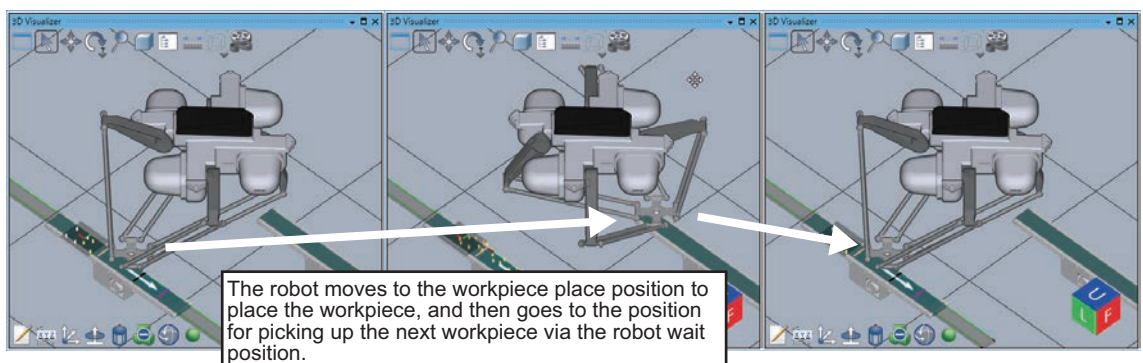 3D Visualizer
3D Visualizer
3D Visualizer
The robot moves to the workpiece place position to
place the workpiece, and then goes to the position
for picking up the next workpiece via the robot wait
position.
F
U
L F